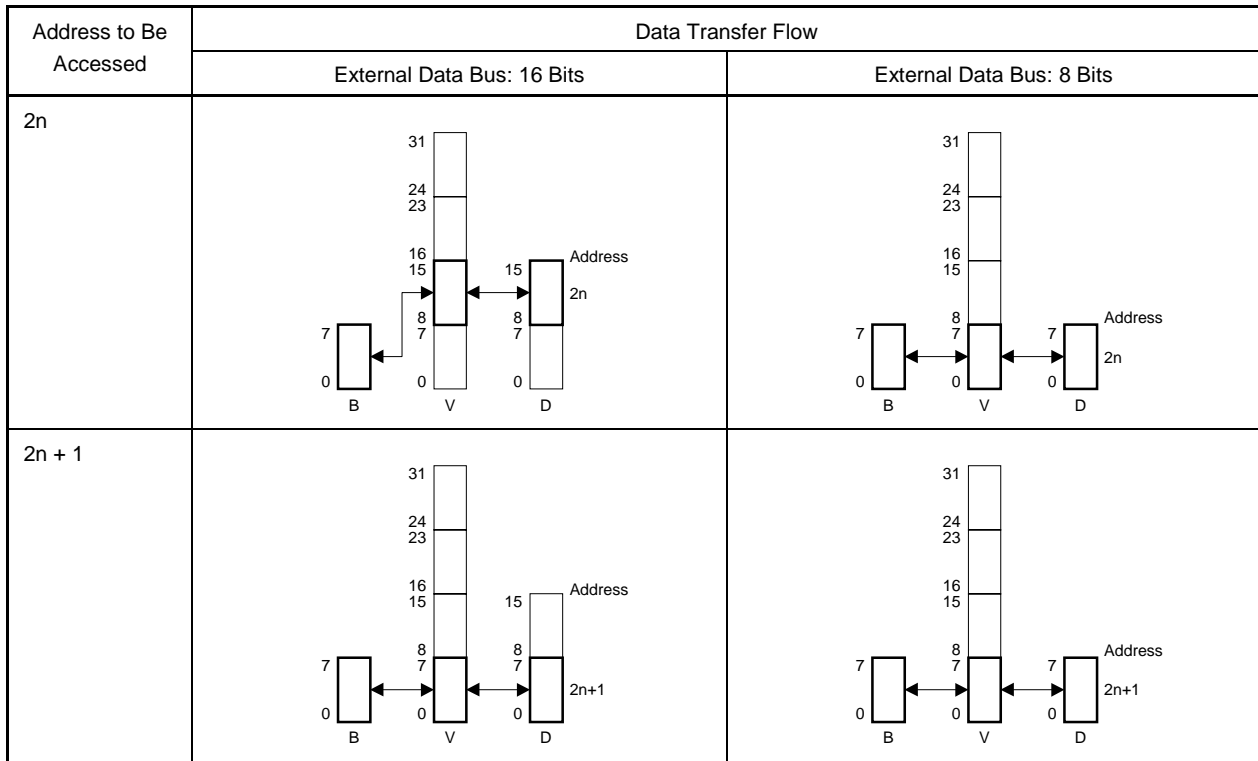 Address to Be
Accessed
Data Transfer Flow
External Data Bus: 16 Bits
External Data Bus: 8 Bits
2n
31
24
23
16
15
8
7
0
7
0
15
8
7
0
Address
2n
B
V
D
31
24
23
16
15
8
7
0
7
0
7
0
Address
2n
B
V
D
2n + 1
31
24
23
16
15
8
7
0
7
0
15
8
7
0
Address
2n+1
B
V
D
31
24
23
16
15
8
7
0
7
0
7
0
Address
2n+1
B
V
D